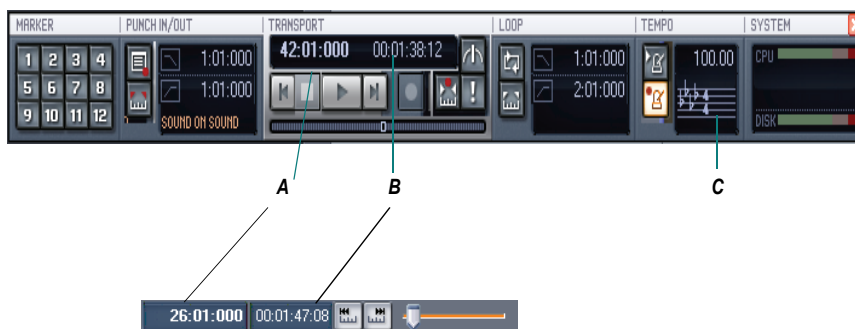 MARKER PUNCH IN/OUT TRANSPORT LOOP TEMPO SYSTEM
1 2 3 4 1:01:000 42:01:000 00:01:38:12 1:01:000 100.00 CPU
5 6 7 8 1:01:000 ! 2:01:000 4
9 10 11 12 SOUND ON SOUND 4 DISK
A B C
26:01:000 00:01:47:08